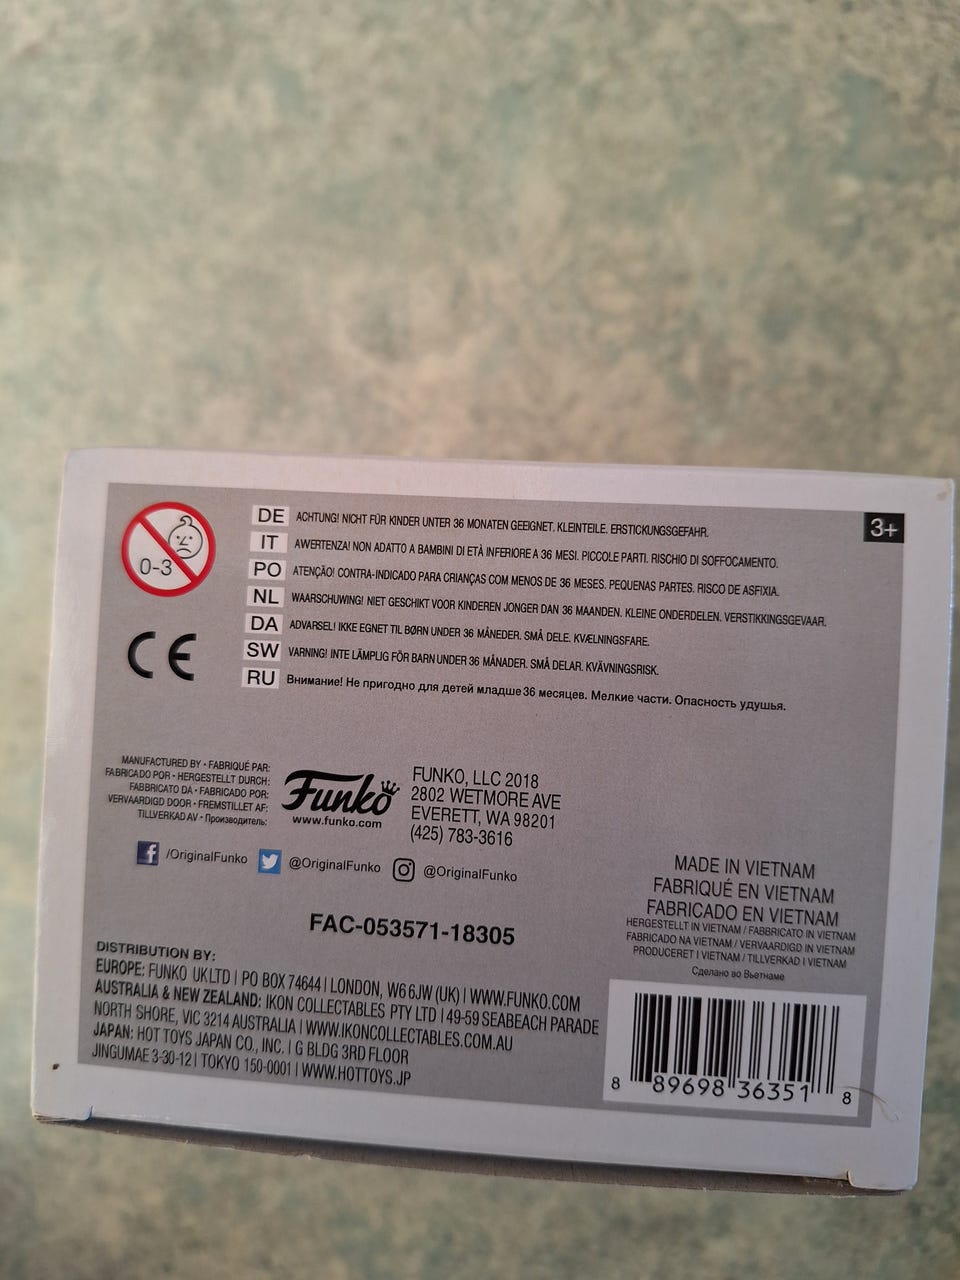 0-3
3+
DE ACHTUNG! NICHT FÜR KINDER UNTER 36 MONATEN GEEIGNET. KLEINTEILE. ERSTICKUNGSGEFAHR.
IT AWERTENZA! NON ADATTO A BAMBINI DI ETÀ INFERIORE A 36 MESI. PICCOLE PARTI. RISCHIO DI SOFFOCAMENTO.
PO ATENÇÃO! CONTRA-INDICADO PARA CRIANÇAS COM MENOS DE 36 MESES. PEQUENAS PARTES. RISCO DE ASFIXIA.
NL WAARSCHUWING! NIET GESCHIKT VOOR KINDEREN JONGER DAN 36 MAANDEN. KLEINE ONDERDELEN. VERSTIKKINGSGEVAAR.
DA ADVARSEL! IKKE EGNET TIL BØRN UNDER 36 MÅNEDER. SMÅ DELE. KVÆLNINGSFARE.
SW VARNING! INTE LÄMPLIG FÖR BARN UNDER 36 MÅNADER. SMÅ DELAR. KVÄVNINGSRISK.
RU Внимание! Не пригодно для детей младше 36 месяцев. Мелкие части. Опасность удушья.
CE
MANUFACTURED BY • FABRIQUÉ PAR:
FABRICADO POR • HERGESTELLT DURCH:
FABBRICATO DA • FABRICADO POR:
VERVAARDIGD DOOR • FREMSTILLET AF:
TILLVERKAD AV • Производитель:
Funko
www.funko.com
FUNKO, LLC 2018
2802 WETMORE AVE
EVERETT, WA 98201
(425) 783-3616
/OriginalFunko @OriginalFunko @OriginalFunko
FAC-053571-18305
MADE IN VIETNAM
FABRIQUÉ EN VIETNAM
FABRICADO EN VIETNAM
HERGESTELLT IN VIETNAM / FABBRICATO IN VIETNAM
FABRICADO NA VIETNAM / VERVAARDIGD IN VIETNAM
PRODUCERET I VIETNAM / TILLVERKAD I VIETNAM
Сделано во Вьетнаме
DISTRIBUTION BY:
EUROPE: FUNKO UK LTD | PO BOX 74644 | LONDON, W6 6JW (UK) | WWW.FUNKO.COM
AUSTRALIA & NEW ZEALAND: IKON COLLECTABLES PTY LTD | 49-59 SEABEACH PARADE
NORTH SHORE, VIC 3214 AUSTRALIA | WWW.IKONCOLLECTABLES.COM.AU
JAPAN: HOT TOYS JAPAN CO., INC. | G BLDG 3RD FLOOR
JINGUMAE 3-30-12 | TOKYO 150-0001 | WWW.HOTTOYS.JP
8 89698 36351 8